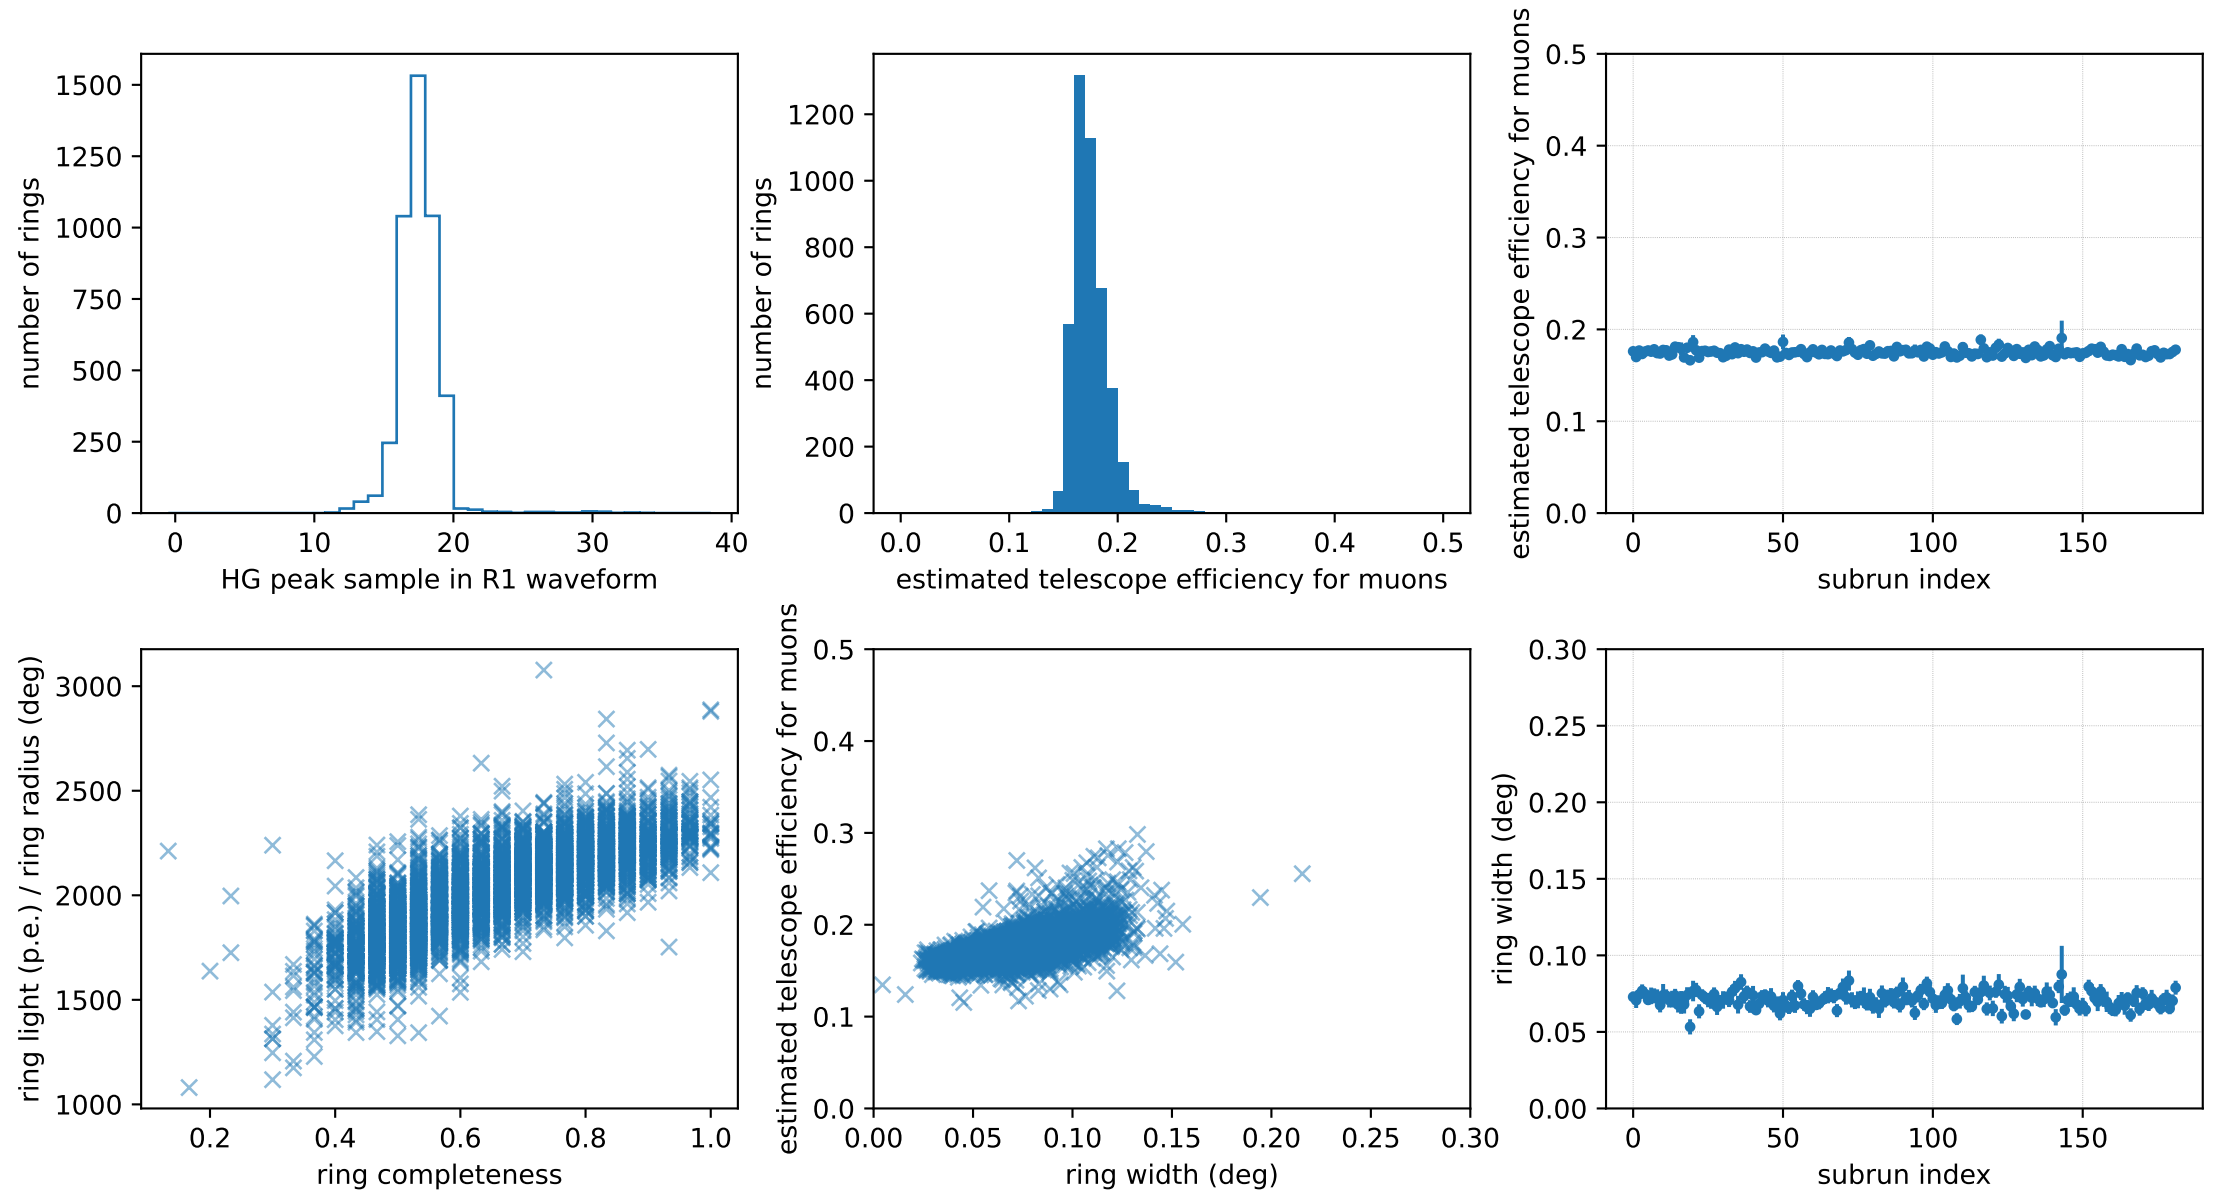 number of rings
1500
1250
1000
750
500
250
0
0 10 20 30 40
HG peak sample in R1 waveform
number of rings
1200
1000
800
600
400
200
0
0.0 0.1 0.2 0.3 0.4 0.5
estimated telescope efficiency for muons
estimated telescope efficiency for muons
0.5
0.4
0.3
0.2
0.1
0.0
0 50 100 150
subrun index
ring light (p.e.) / ring radius (deg)
3000
2500
2000
1500
1000
0.2 0.4 0.6 0.8 1.0
ring completeness
estimated telescope efficiency for muons
0.5
0.4
0.3
0.2
0.1
0.0
0.00 0.05 0.10 0.15 0.20 0.25 0.30
ring width (deg)
ring width (deg)
0.30
0.25
0.20
0.15
0.10
0.05
0.00
0 50 100 150
subrun index